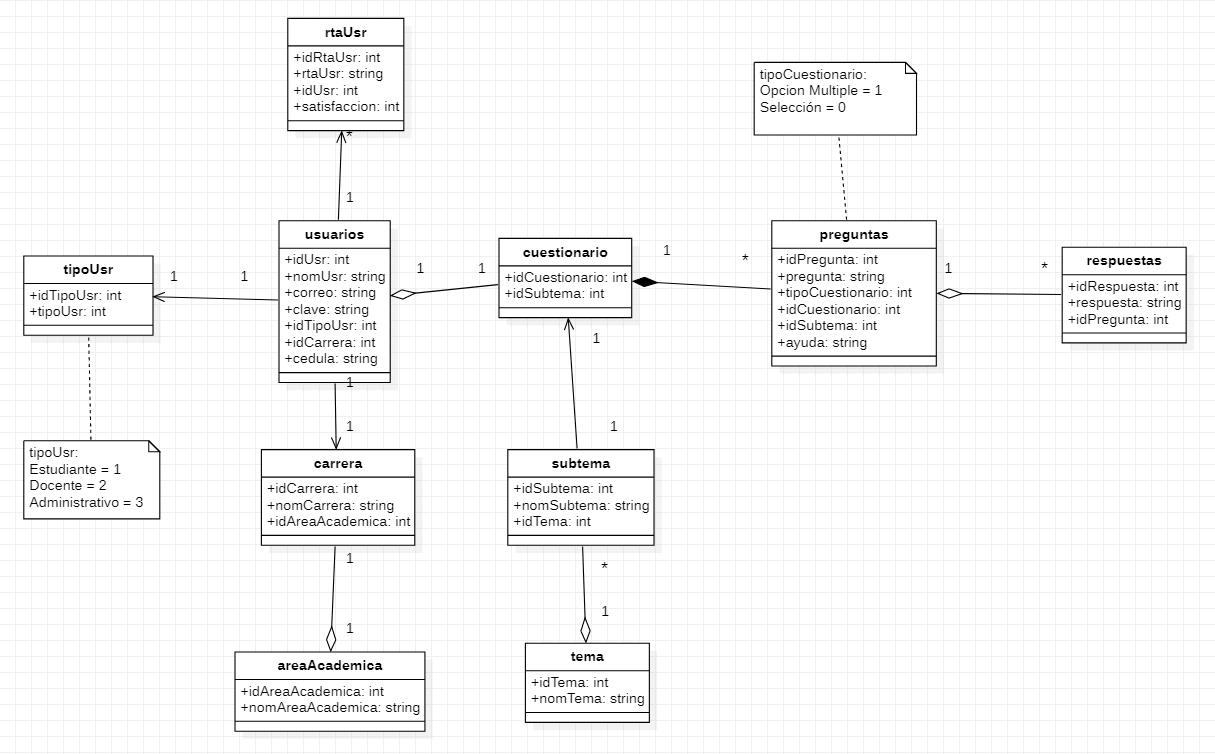 rtaUsr
+idRtaUsr: int
+rtaUsr: string
+idUsr: int
+satisfaccion: int
*
1
tipoCuestionario:
Opcion Multiple = 1
Selección = 0
usuarios
+idUsr: int
+nomUsr: string
+correo: string
+clave: string
+idTipoUsr: int
+idCarrera: int
+cedula: string
tipoUsr
+idTipoUsr: int
+tipoUsr: int
1
1
1
1
cuestionario
+idCuestionario: int
+idSubtema: int
1
*
preguntas
+idPregunta: int
+pregunta: string
+tipoCuestionario: int
+idCuestionario: int
+idSubtema: int
+ayuda: string
1
*
respuestas
+idRespuesta: int
+respuesta: string
+idPregunta: int
1
1
1
1
tipoUsr:
Estudiante = 1
Docente = 2
Administrativo = 3
carrera
+idCarrera: int
+nomCarrera: string
+idAreaAcademica: int
subtema
+idSubtema: int
+nomSubtema: string
+idTema: int
1
1
*
1
areaAcademica
+idAreaAcademica: int
+nomAreaAcademica: string
tema
+idTema: int
+nomTema: string